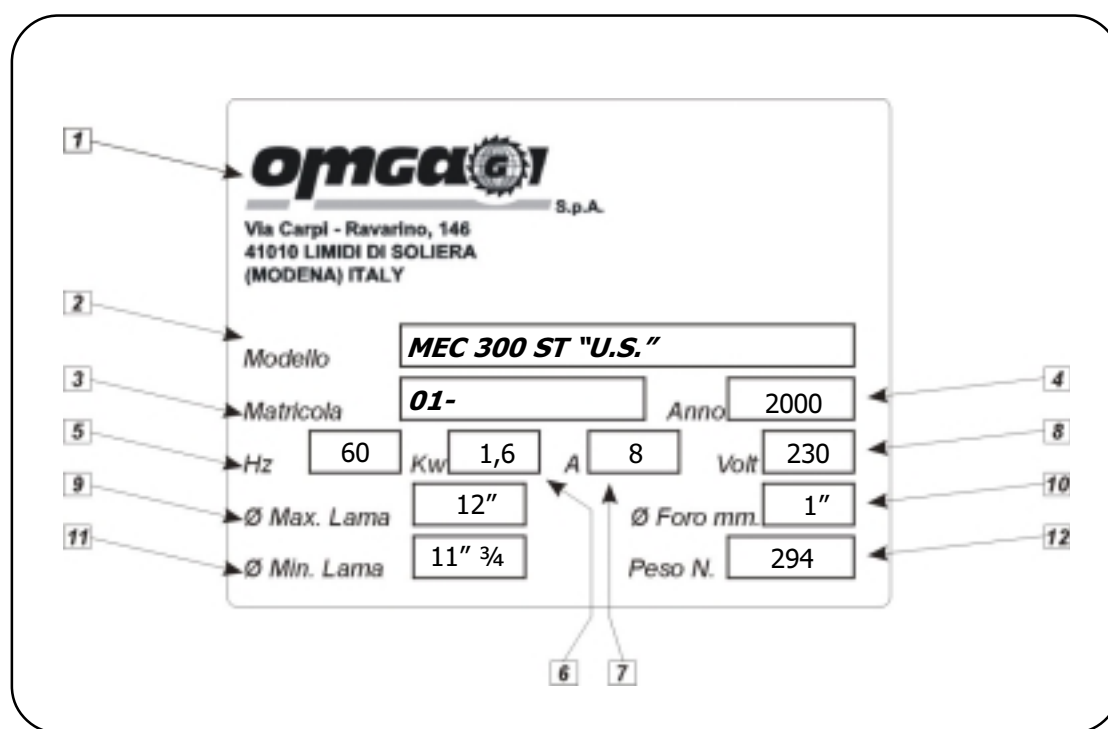 1
omga G
S.p.A.
Via Carpi - Ravarino, 146
41010 LIMIDI DI SOLIERA
(MODENA) ITALY
2
Modello MEC 300 ST “U.S.”
3
Matricola 01- Anno 2000
4
5
Hz 60 Kw 1,6 A 8 Volt 230
8
9
Ø Max. Lama 12” Ø Foro mm. 1”
10
11
Ø Min. Lama 11” ¾ Peso N. 294
12
6 7